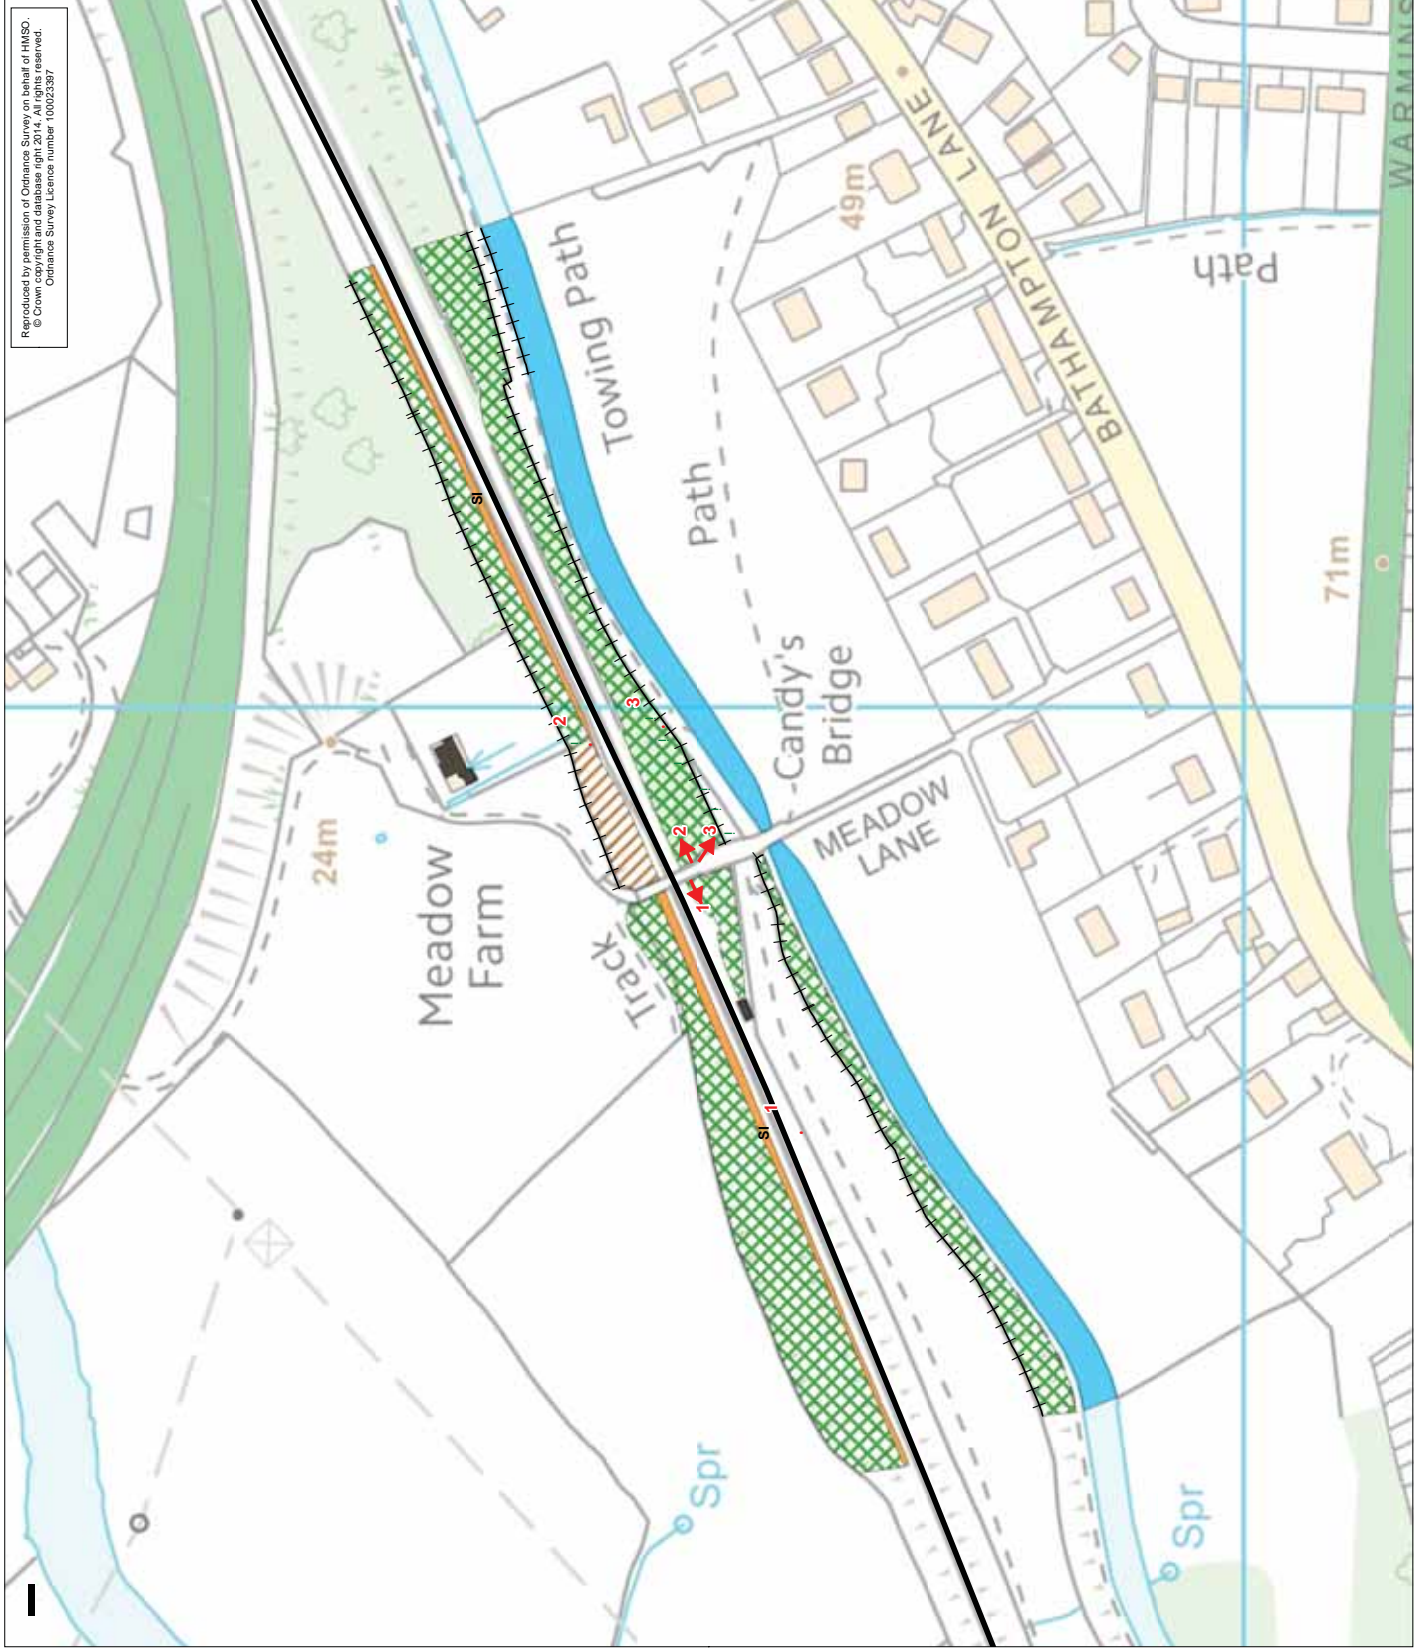 Reproduced by permission of Ordnance Survey on behalf of HMSO.
© Crown copyright and database right 2014. All rights reserved.
Ordnance Survey Licence number 100023397
WARMINS
BATHAMPTON LANE
49m
Path
Towing Path
Path
71m
SI
2
3
Candy's
Bridge
MEADOW
LANE
24m
Meadow
Farm
Track
2
3
1
1
SI
Spr
Spr